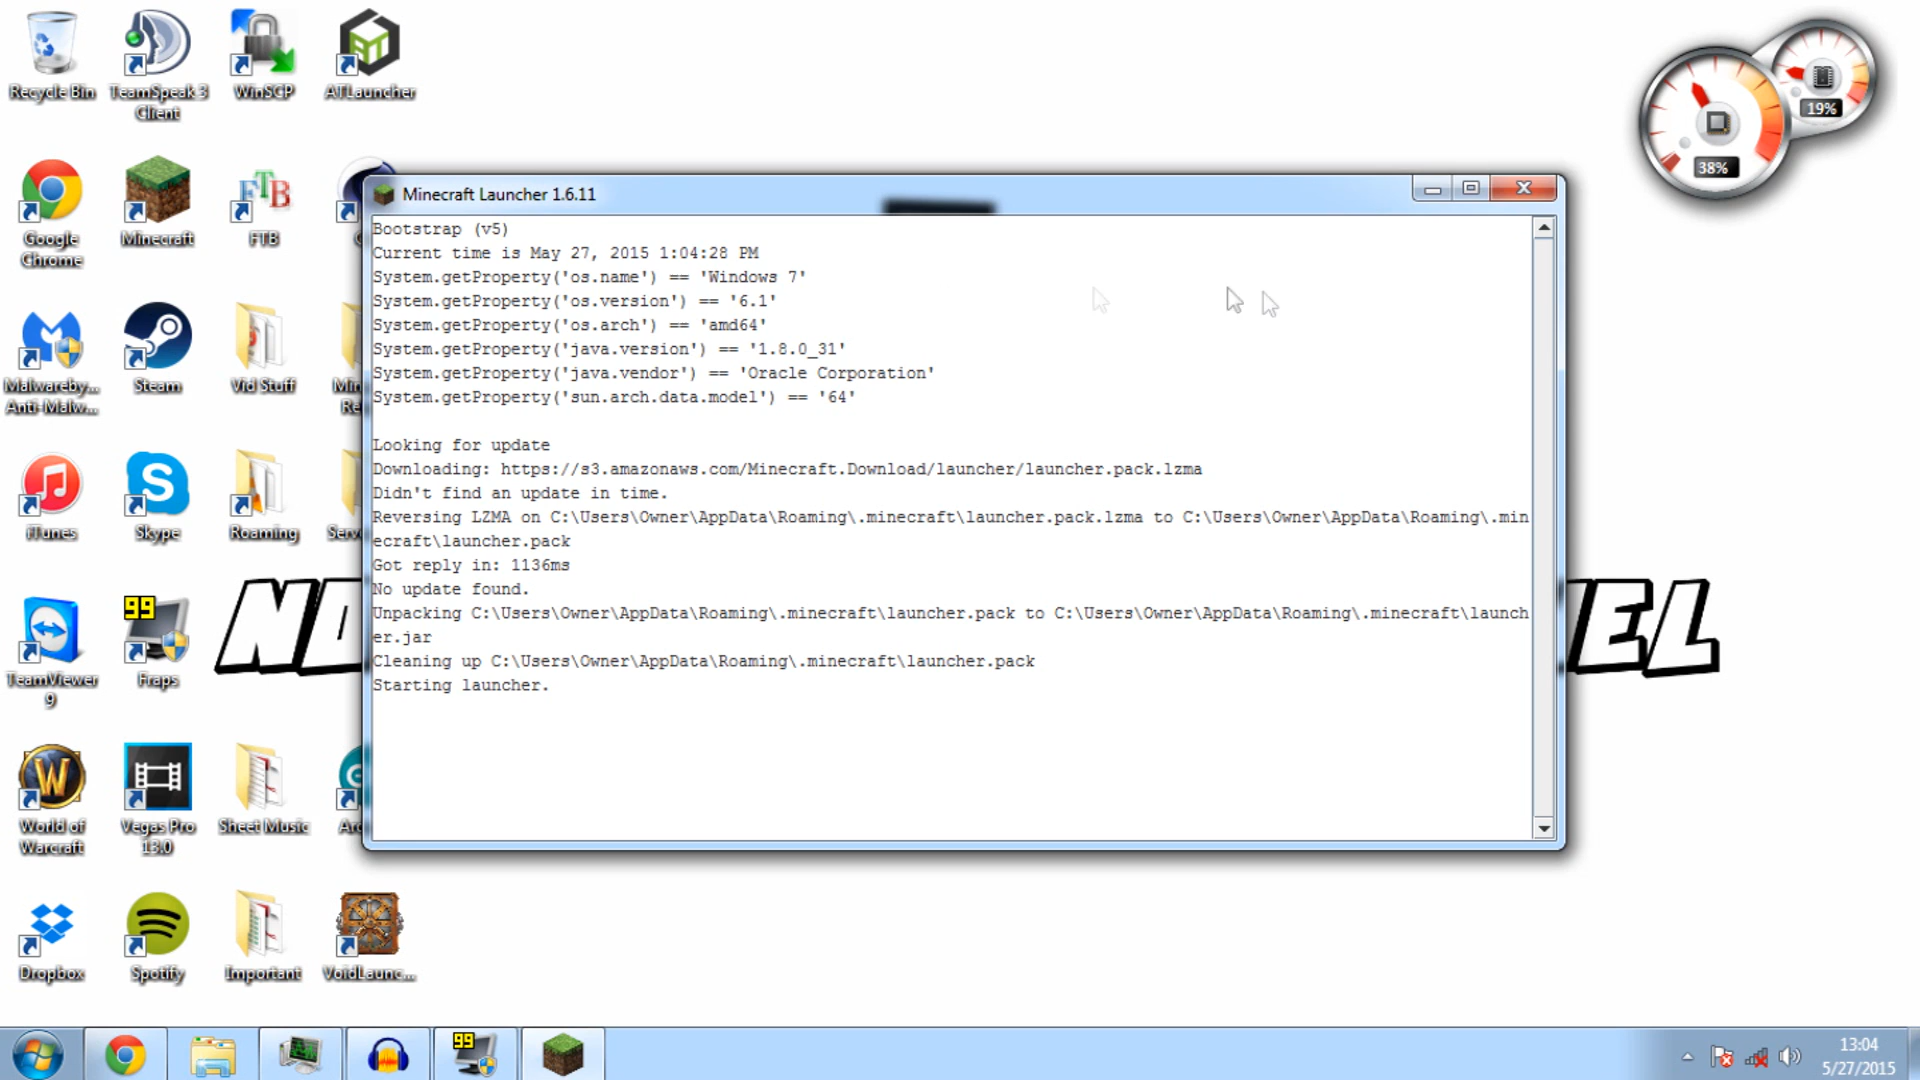 Recycle Bin
TeamSpeak 3
Client
WinSCP
ATLauncher
19%
38%
Google
Chrome
Minecraft
FTB
Malwareby...
Anti-Malw...
Steam
Vid Stuff
iTunes
Skype
Roaming
TeamViewer
9
99
Fraps
World of
Warcraft
Vegas Pro
13.0
Sheet Music
Dropbox
Spotify
Important
VoidLaunc...
Minecraft Launcher 1.6.11
Bootstrap (v5)
Current time is May 27, 2015 1:04:28 PM
System.getProperty('os.name') == 'Windows 7'
System.getProperty('os.version') == '6.1'
System.getProperty('os.arch') == 'amd64'
System.getProperty('java.version') == '1.8.0_31'
System.getProperty('java.vendor') == 'Oracle Corporation'
System.getProperty('sun.arch.data.model') == '64'
Looking for update
Downloading: https://s3.amazonaws.com/Minecraft.Download/launcher/launcher.pack.lzma
Didn't find an update in time.
Reversing LZMA on C:\Users\Owner\AppData\Roaming\.minecraft\launcher.pack.lzma to C:\Users\Owner\AppData\Roaming\.min
ecraft\launcher.pack
Got reply in: 1136ms
No update found.
Unpacking C:\Users\Owner\AppData\Roaming\.minecraft\launcher.pack to C:\Users\Owner\AppData\Roaming\.minecraft\launch
er.jar
Cleaning up C:\Users\Owner\AppData\Roaming\.minecraft\launcher.pack
Starting launcher.
99
13:04
5/27/2015